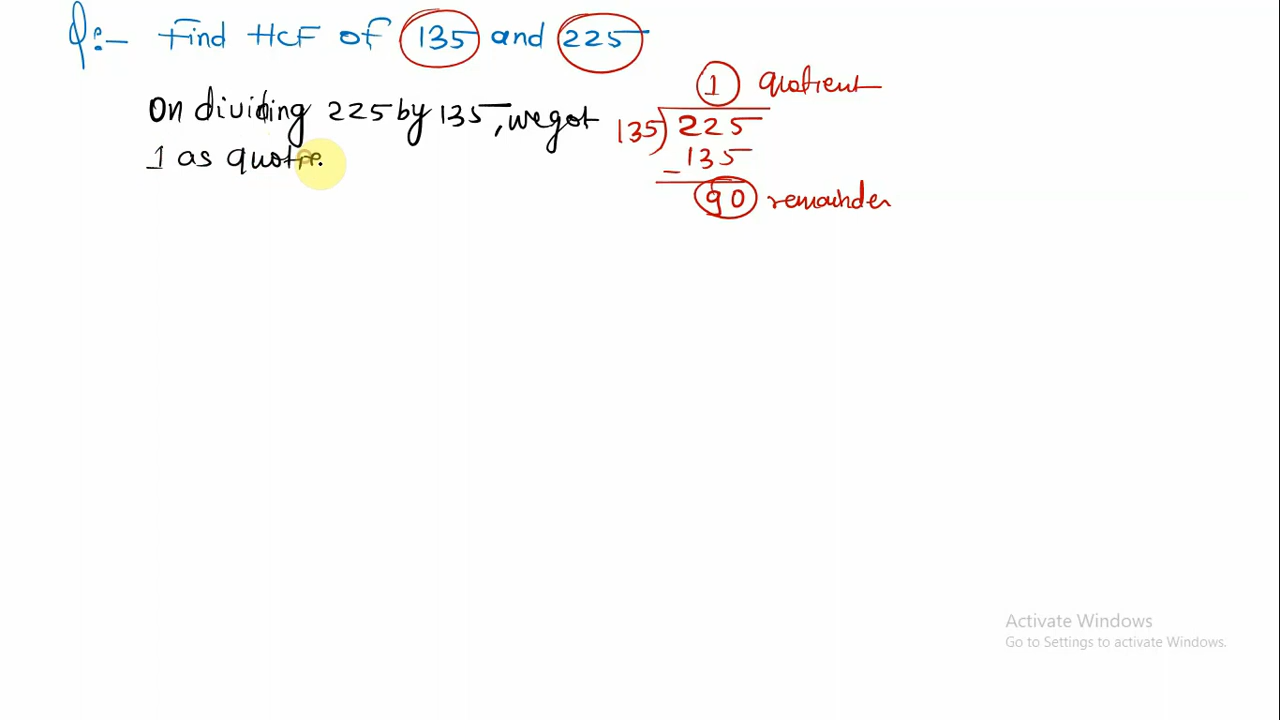 Q:- Find HCF of 135 and 225
On dividing 225 by 135, we got
1 as quotie
1 quotient
135) 225
- 135
90 remainder
Activate Windows
Go to Settings to activate Windows.